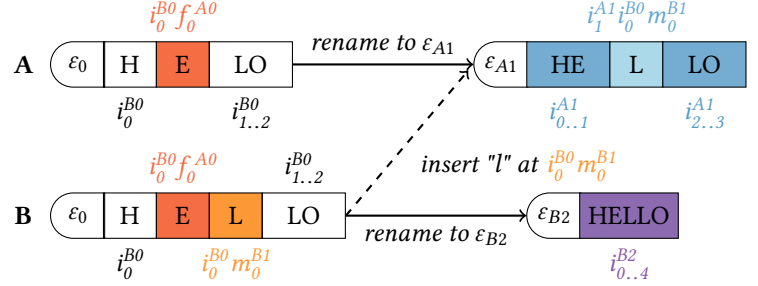 i_0^{B0} f_0^{A0} i_1^{A1} i_0^{B0} m_0^{B1}
A ε_0 H E LO rename to ε_{A1} ε_{A1} HE L LO
i_0^{B0} i_{1..2}^{B0} i_{0..1}^{A1} i_{2..3}^{A1}
i_0^{B0} f_0^{A0} i_{1..2}^{B0} insert "l" at i_0^{B0} m_0^{B1}
B ε_0 H E L LO rename to ε_{B2} ε_{B2} HELLO
i_0^{B0} i_0^{B0} m_0^{B1} i_{0..4}^{B2}